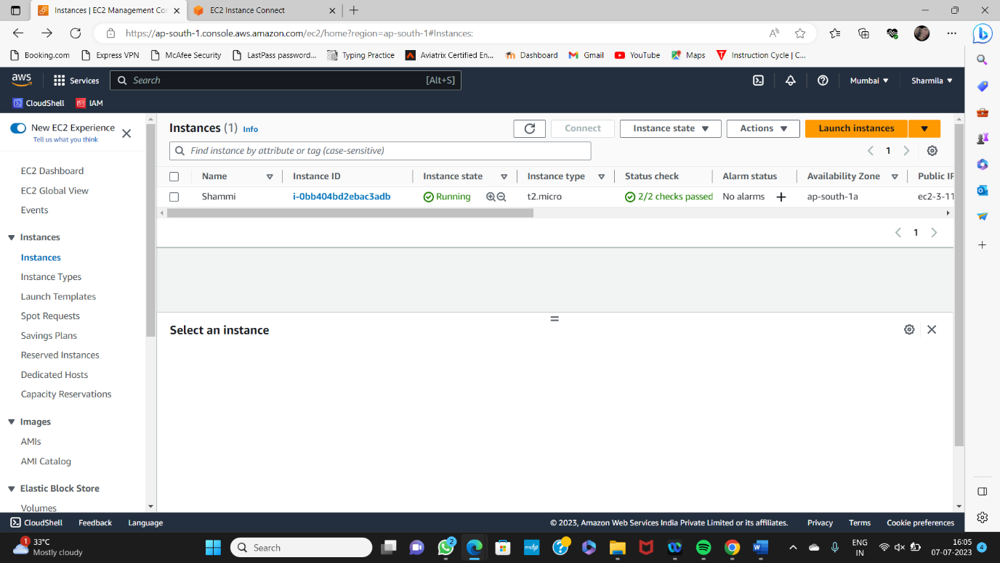 Instances | EC2 Management Con
EC2 Instance Connect
https://ap-south-1.console.aws.amazon.com/ec2/home?region=ap-south-1#Instances:
Booking.com Express VPN McAfee Security LastPass password... Typing Practice Aviatrix Certified En... Dashboard Gmail YouTube Maps Instruction Cycle | C...
aws Services Search [Alt+S] Mumbai Sharmila
CloudShell IAM
New EC2 Experience
Tell us what you think
EC2 Dashboard
EC2 Global View
Events
Instances
Instances
Instance Types
Launch Templates
Spot Requests
Savings Plans
Reserved Instances
Dedicated Hosts
Capacity Reservations
Images
AMIs
AMI Catalog
Elastic Block Store
Volumes
Instances (1) Info Connect Instance state Actions Launch instances
Find instance by attribute or tag (case-sensitive) 1
Name Instance ID Instance state Instance type Status check Alarm status Availability Zone Public IP
Shammi i-0bb404bd2ebac3adb Running t2.micro 2/2 checks passed No alarms + ap-south-1a ec2-3-11
1
Select an instance
CloudShell Feedback Language © 2023, Amazon Web Services India Private Limited or its affiliates. Privacy Terms Cookie preferences
1 33°C
Mostly cloudy
Search
2
ENG
IN
16:05
07-07-2023
4